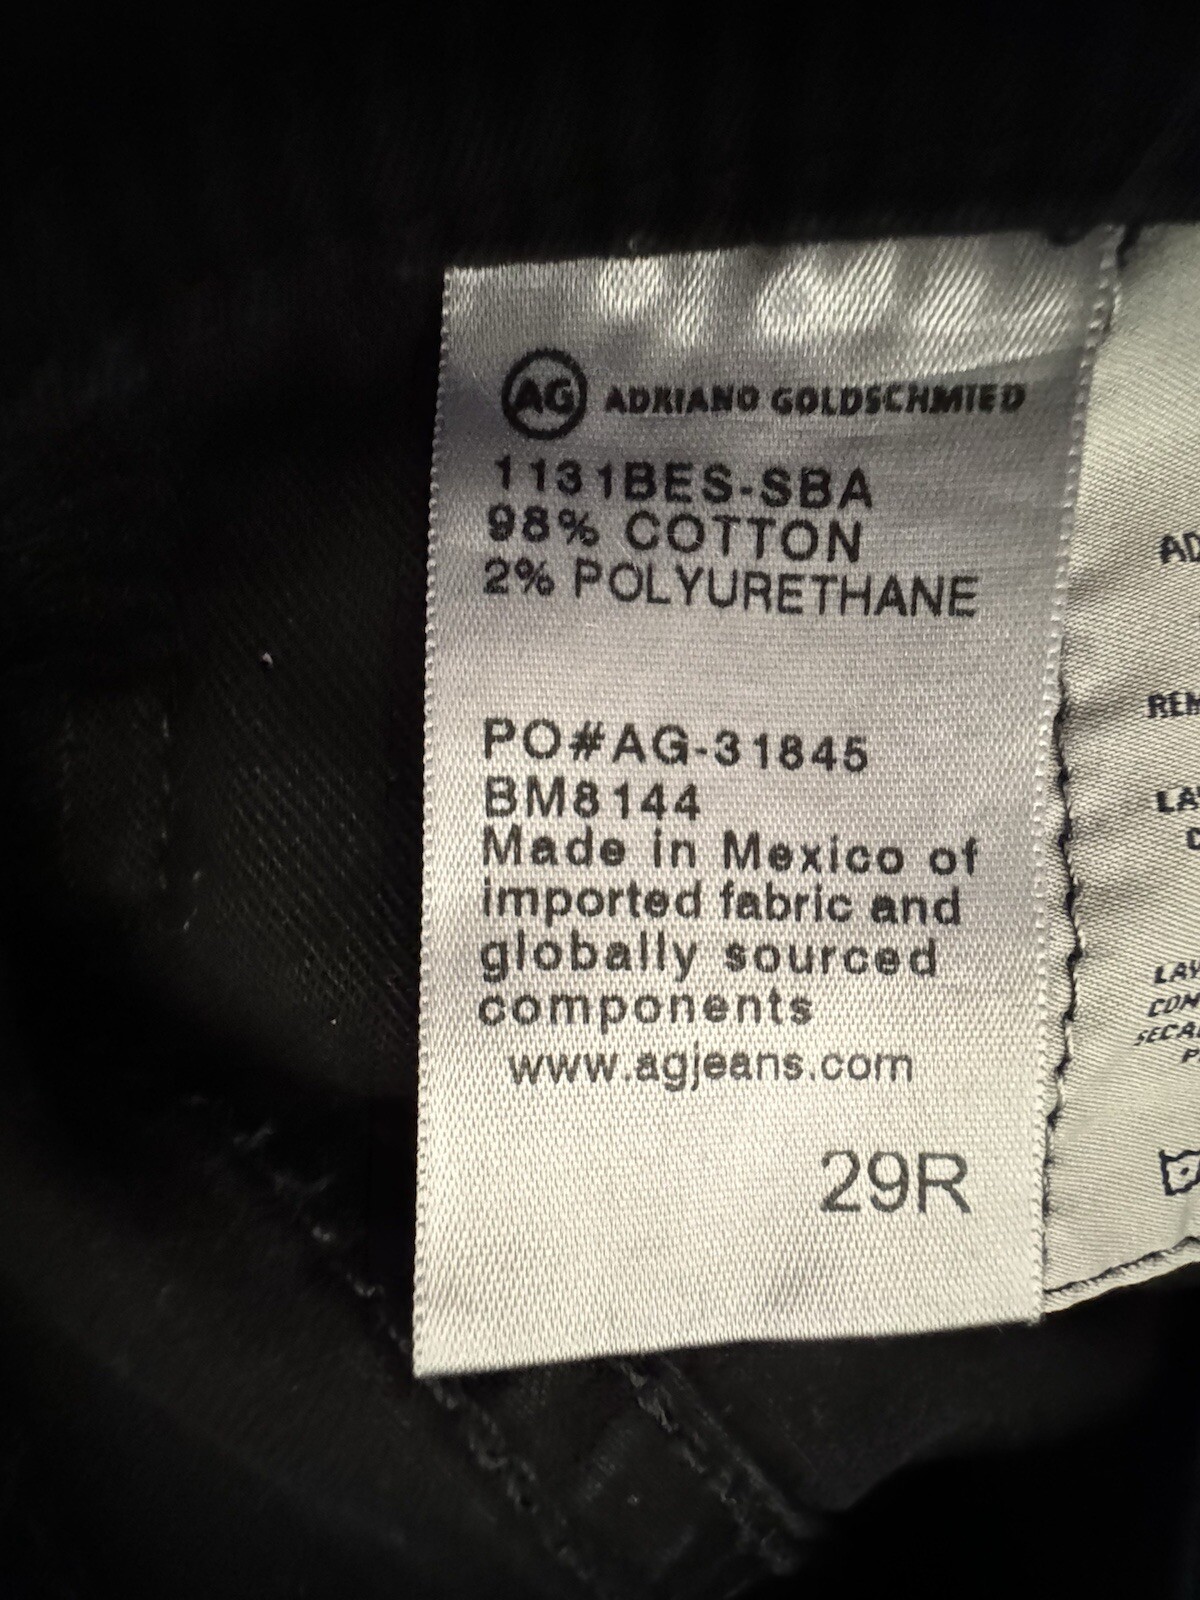 AG ADRIANO GOLDSCHMIED
1131BES-SBA
98% COTTON
2% POLYURETHANE
PO#AG-31845
BM8144
Made in Mexico of
imported fabric and
globally sourced
components
www.agjeans.com
29R